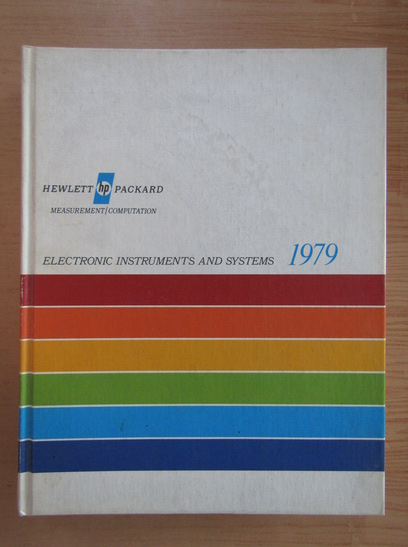 HEWLETT hp PACKARD
MEASUREMENT/COMPUTATION
ELECTRONIC INSTRUMENTS AND SYSTEMS 1979